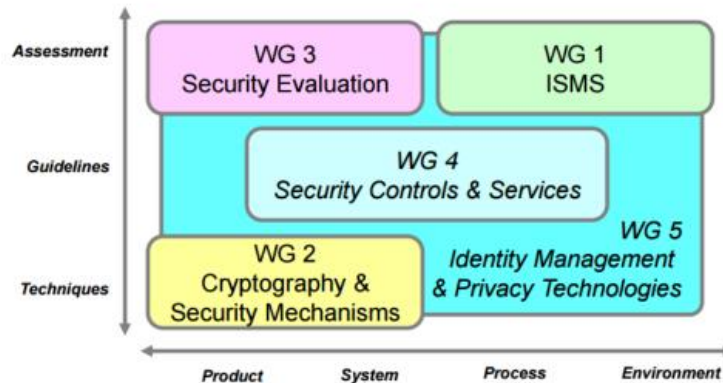 Assessment
WG 3
Security Evaluation
WG 1
ISMS
Guidelines
WG 4
Security Controls & Services
WG 5
Identity Management
& Privacy Technologies
Techniques
WG 2
Cryptography &
Security Mechanisms
Product
System
Process
Environment